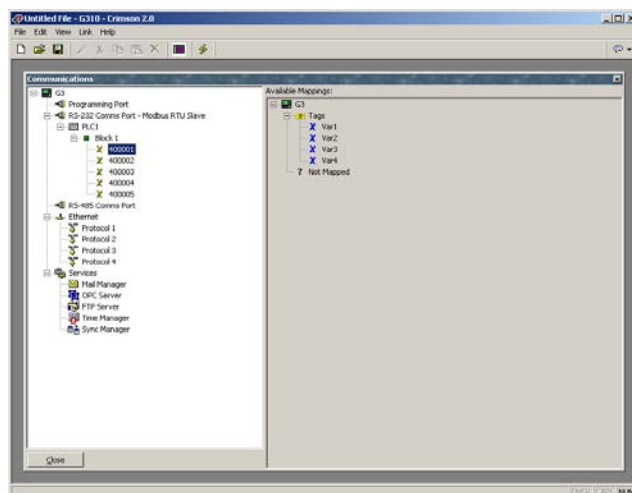 Untitled File - G310 - Crimson 2.0
File Edit View Link Help
Communications
G3
Programming Port
RS-232 Comms Port - Modbus RTU Slave
PLC1
Block 1
400001
400002
400003
400004
400005
RS-485 Comms Port
Ethernet
Protocol 1
Protocol 2
Protocol 3
Protocol 4
Services
Mail Manager
OPC Server
FTP Server
Time Manager
Sync Manager
Close
Available Mappings:
G3
Tags
Var1
Var2
Var3
Var4
Not Mapped